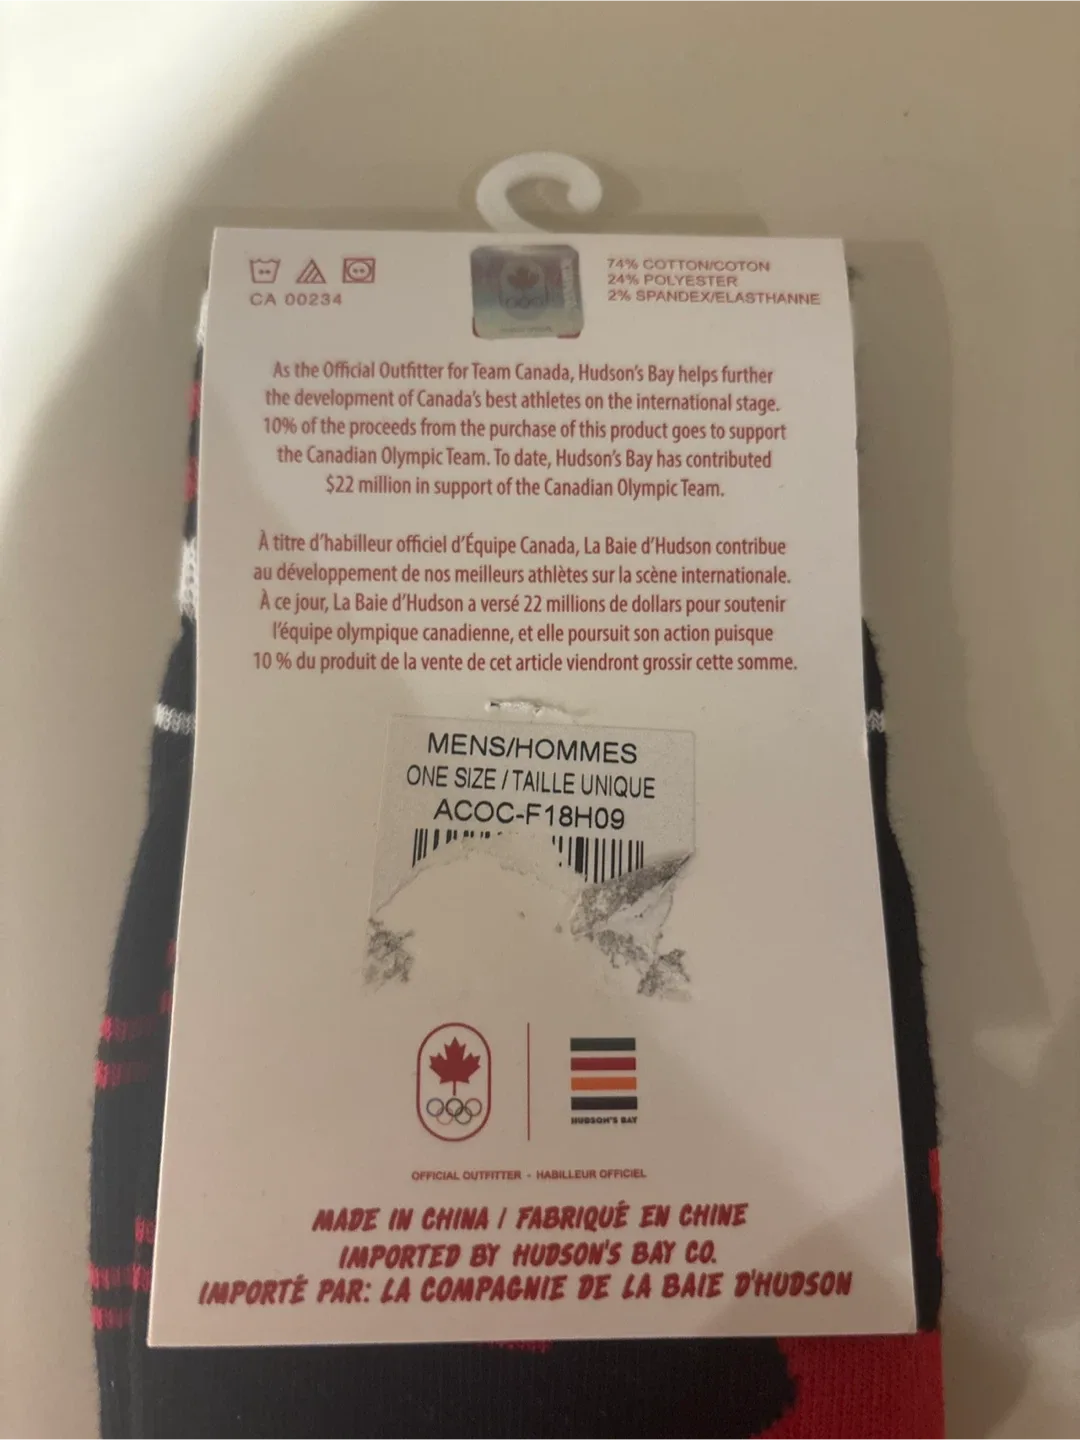 CA 00234
74% COTTON/COTON
24% POLYESTER
2% SPANDEX/ELASTHANNE
As the Official Outfitter for Team Canada, Hudson's Bay helps further
the development of Canada's best athletes on the international stage.
10% of the proceeds from the purchase of this product goes to support
the Canadian Olympic Team. To date, Hudson's Bay has contributed
$22 million in support of the Canadian Olympic Team.
À titre d'habilleur officiel d'Équipe Canada, La Baie d'Hudson contribue
au développement de nos meilleurs athlètes sur la scène internationale.
À ce jour, La Baie d'Hudson a versé 22 millions de dollars pour soutenir
l'équipe olympique canadienne, et elle poursuit son action puisque
10 % du produit de la vente de cet article viendront grossir cette somme.
MENS/HOMMES
ONE SIZE / TAILLE UNIQUE
ACOC-F18H09
HUDSON'S BAY
OFFICIAL OUTFITTER - HABILLEUR OFFICIEL
MADE IN CHINA / FABRIQUÉ EN CHINE
IMPORTED BY HUDSON'S BAY CO.
IMPORTÉ PAR: LA COMPAGNIE DE LA BAIE D'HUDSON